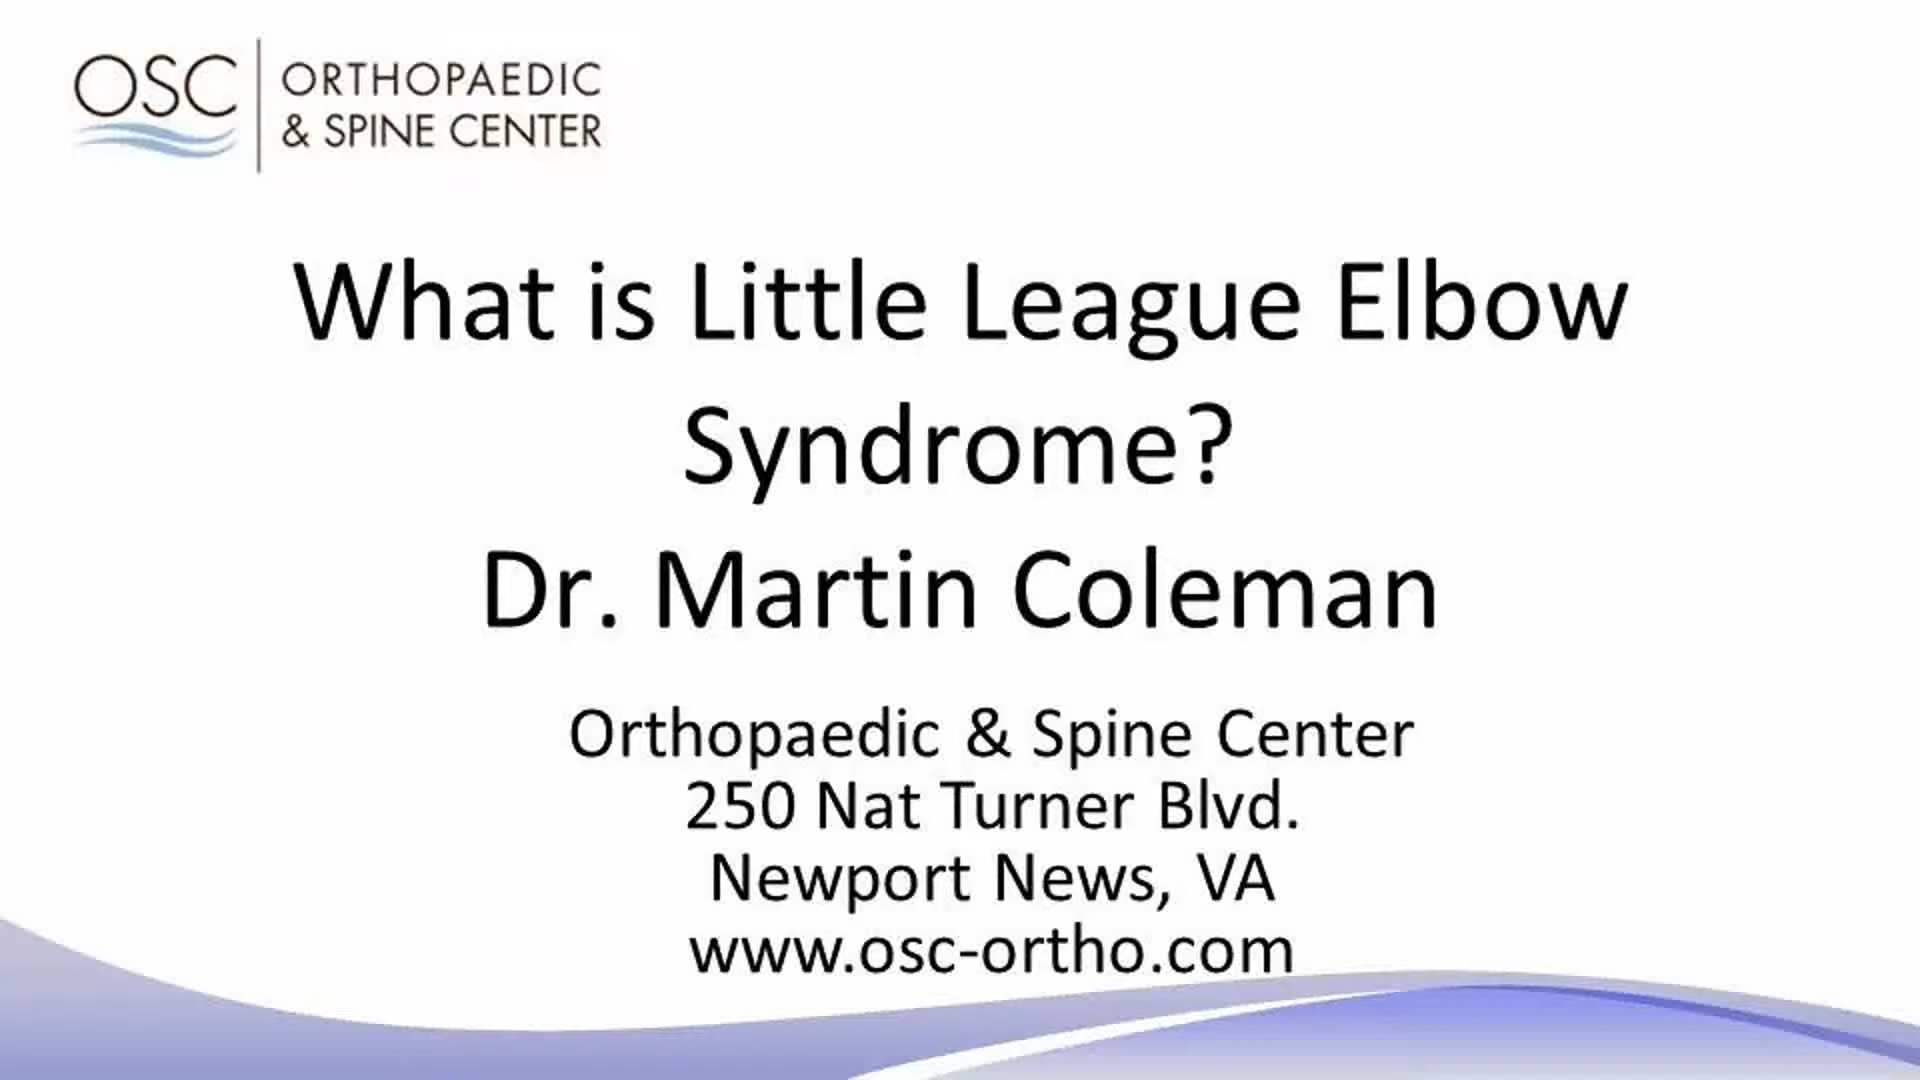 OSC
ORTHOPAEDIC
& SPINE CENTER
What is Little League Elbow
Syndrome?
Dr. Martin Coleman
Orthopaedic & Spine Center
250 Nat Turner Blvd.
Newport News, VA
www.osc-ortho.com